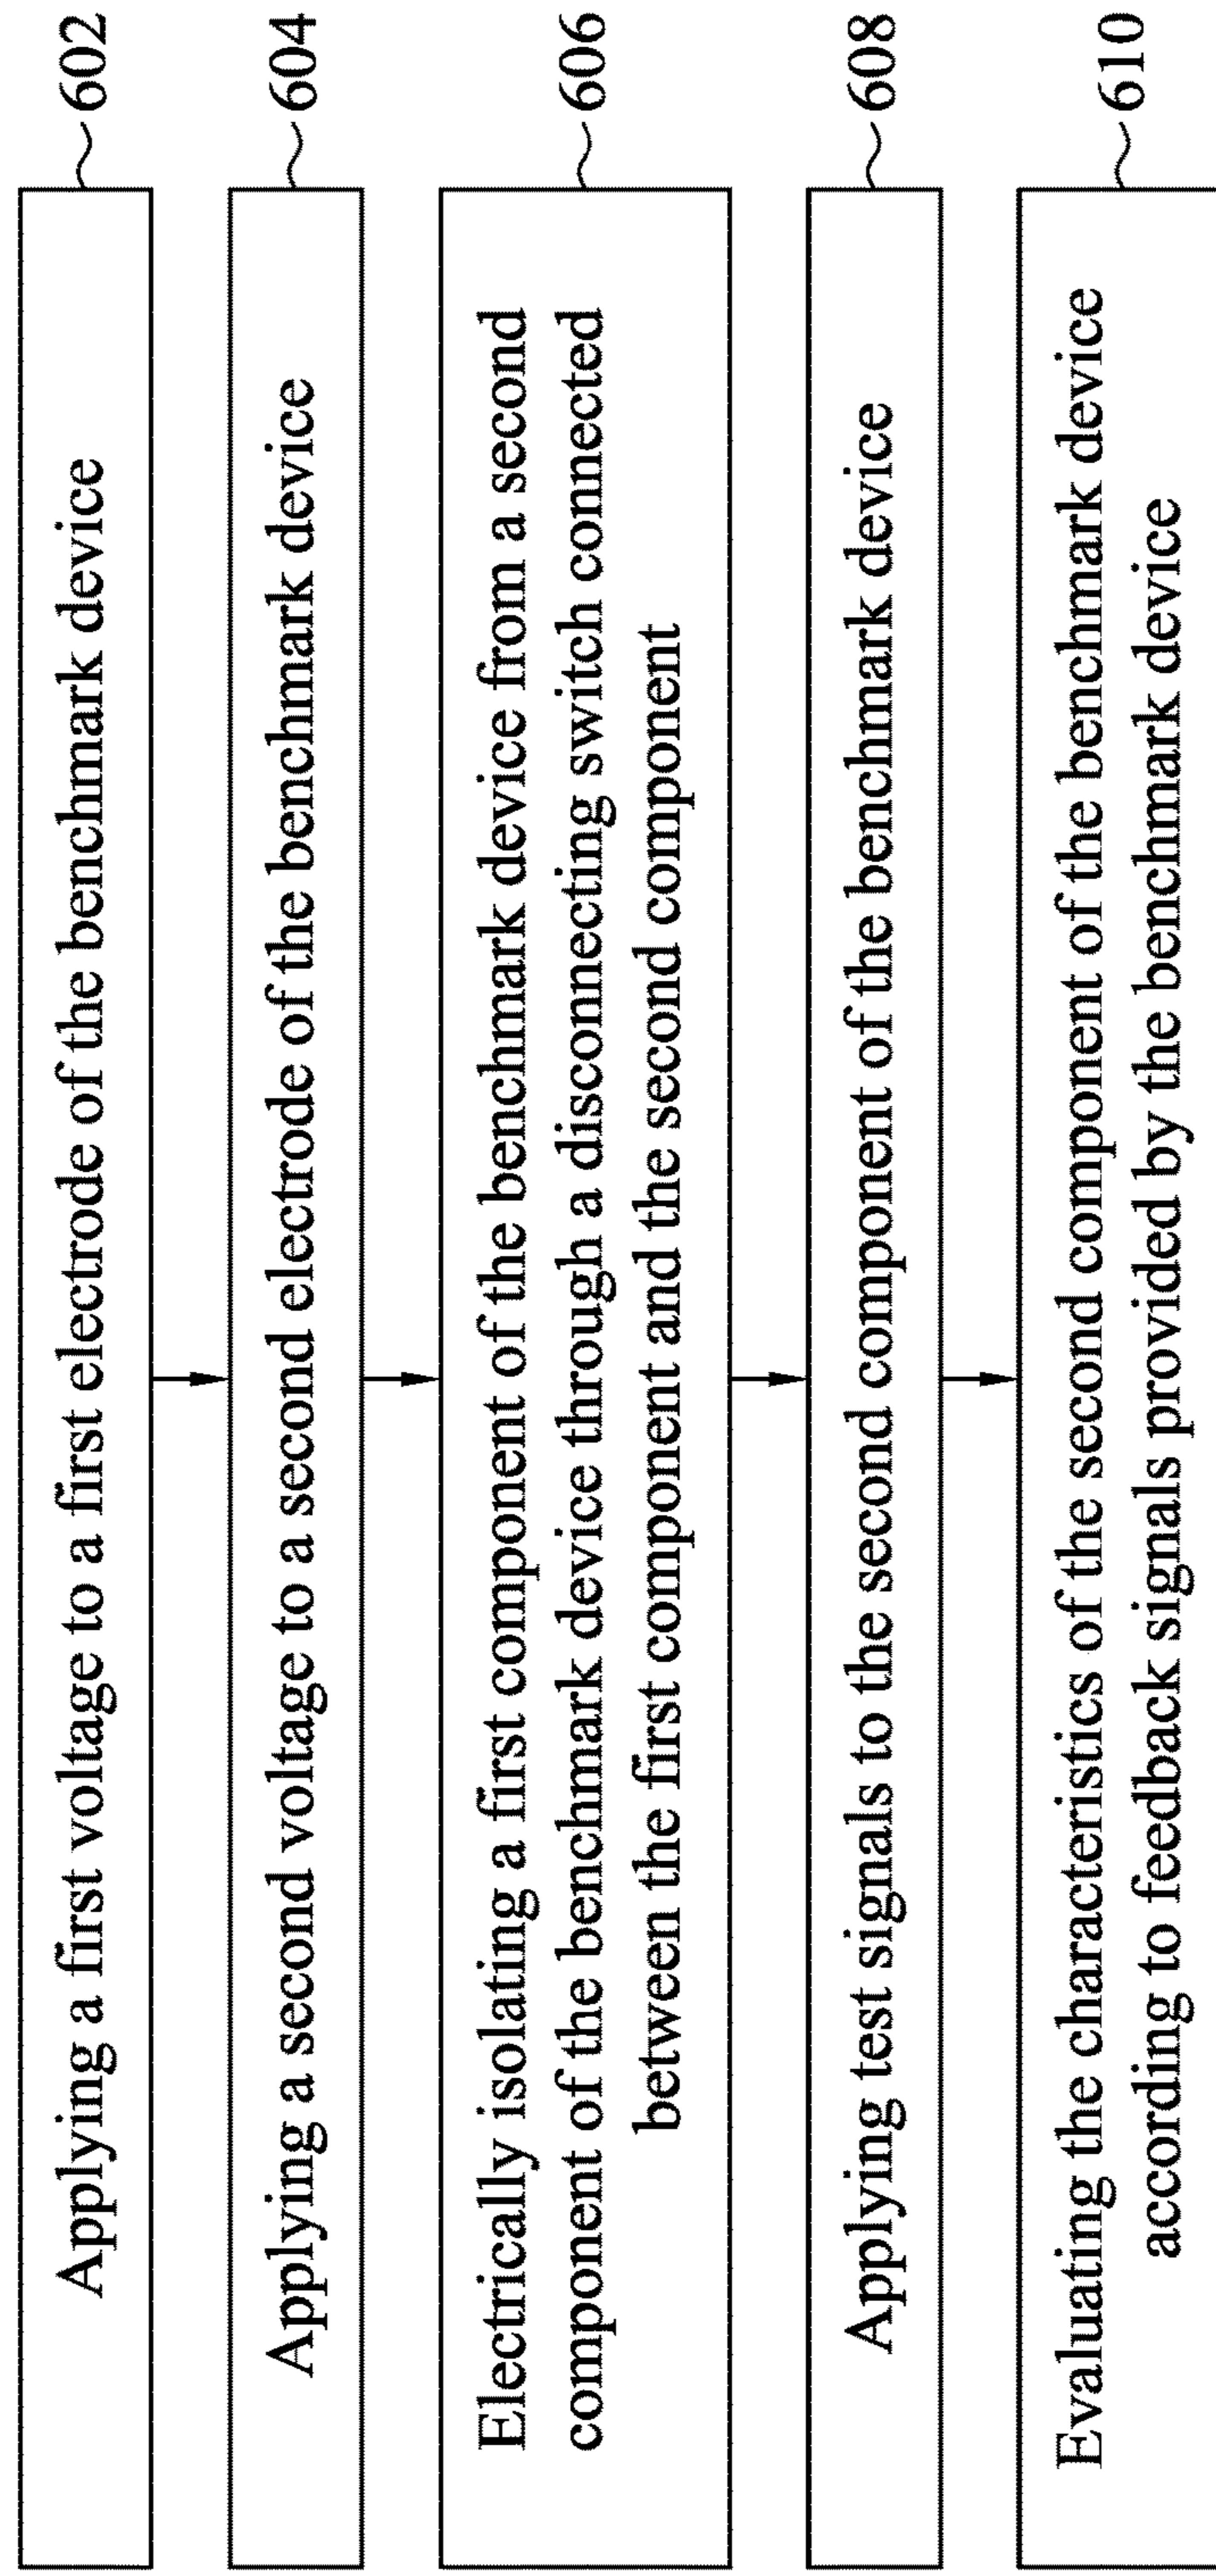 Applying a first voltage to a first electrode of the benchmark device
602
Applying a second voltage to a second electrode of the benchmark device
604
Electrically isolating a first component of the benchmark device from a second
component of the benchmark device through a disconnecting switch connected
between the first component and the second component
606
Applying test signals to the second component of the benchmark device
608
Evaluating the characteristics of the second component of the benchmark device
according to feedback signals provided by the benchmark device
610